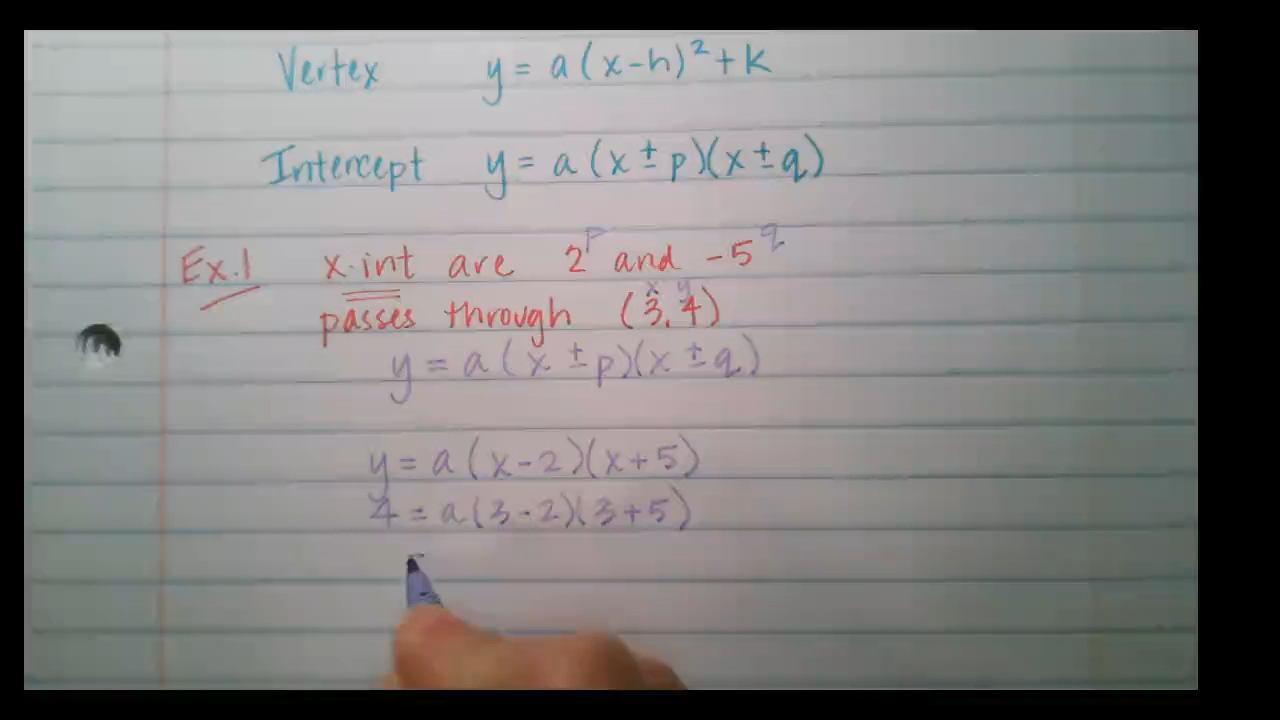 Vertex y = a(x-h)²+k
Intercept y = a(x±p)(x±q)
Ex.1 x·int are 2ᵖ and -5 q
passes through (3,4)
x y
y = a(x±p)(x±q)
y = a(x-2)(x+5)
4 = a(3-2)(3+5)